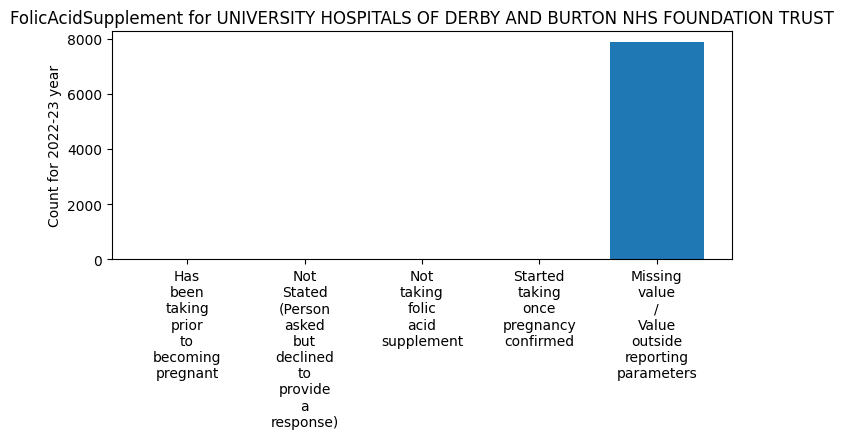 FolicAcidSupplement for UNIVERSITY HOSPITALS OF DERBY AND BURTON NHS FOUNDATION TRUST
Count for 2022-23 year
8000
6000
4000
2000
0
Has
been
taking
prior
to
becoming
pregnant
Not
Stated
(Person
asked
but
declined
to
provide
a
response)
Not
taking
folic
acid
supplement
Started
taking
once
pregnancy
confirmed
Missing
value
/
Value
outside
reporting
parameters